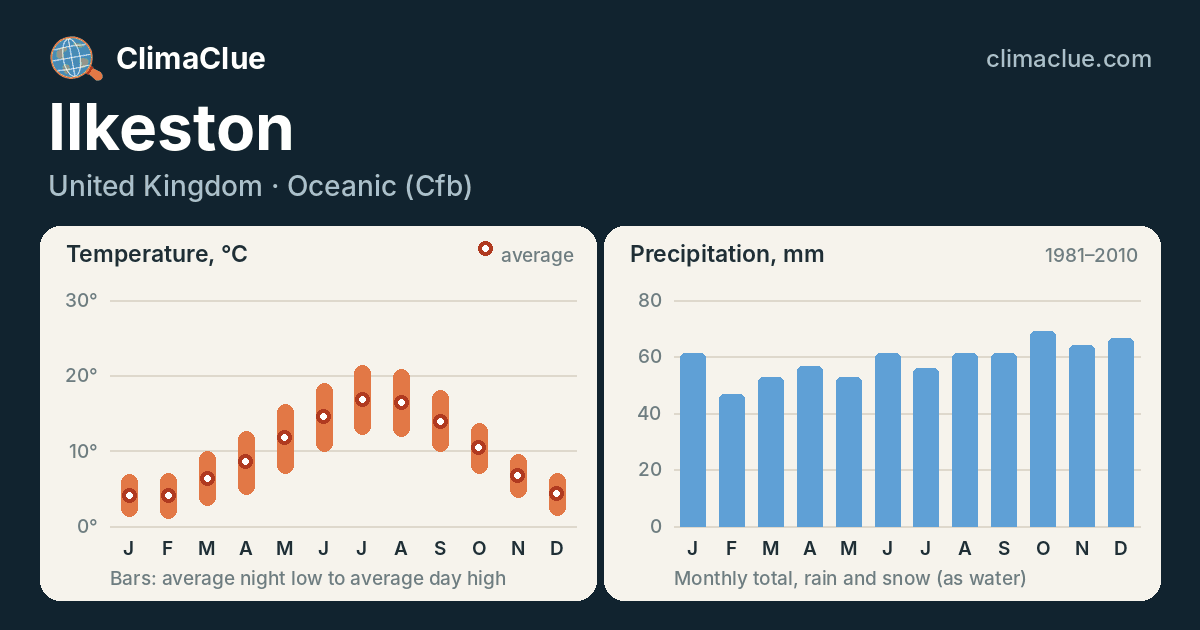 ClimaClue
climaclue.com
Ilkeston
United Kingdom · Oceanic (Cfb)
Temperature, °C
average
30°
20°
10°
0°
J F M A M J J A S O N D
Bars: average night low to average day high
Precipitation, mm
1981–2010
80
60
40
20
0
J F M A M J J A S O N D
Monthly total, rain and snow (as water)